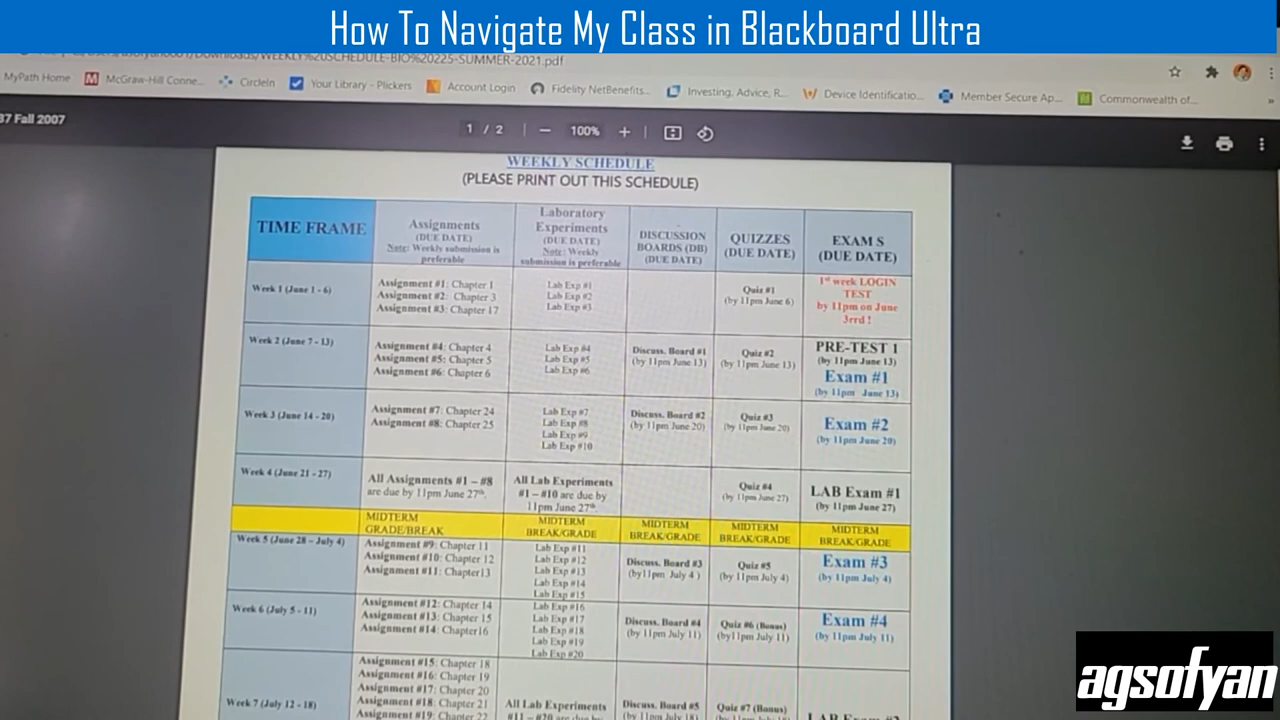 How To Navigate My Class in Blackboard Ultra
SCHEDULE-BIO%20225-SUMMER-2021.pdf
MyPath Home
McGraw-Hill Conne...
CircleIn
Your Library - Plickers
Account Login
Fidelity NetBenefits...
Investing, Advice, R...
Device Identificatio...
Member Secure Ap...
Commonwealth of...
37 Fall 2007
1 / 2
100%
WEEKLY SCHEDULE
(PLEASE PRINT OUT THIS SCHEDULE)
TIME FRAME
Assignments
(DUE DATE)
Note: Weekly submission is
preferable
Laboratory
Experiments
(DUE DATE)
Note: Weekly
submission is preferable
DISCUSSION
BOARDS (DB)
(DUE DATE)
QUIZZES
(DUE DATE)
EXAM S
(DUE DATE)
Week 1 (June 1 - 6)
Assignment #1: Chapter 1
Assignment #2: Chapter 3
Assignment #3: Chapter 17
Lab Exp #1
Lab Exp #2
Lab Exp #3
Quiz #1
(by 11pm June 6)
1st week LOGIN
TEST
by 11pm on June
3rrd !
Week 2 (June 7 - 13)
Assignment #4: Chapter 4
Assignment #5: Chapter 5
Assignment #6: Chapter 6
Lab Exp #4
Lab Exp #5
Lab Exp #6
Discuss. Board #1
(by 11pm June 13)
Quiz #2
(by 11pm June 13)
PRE-TEST 1
(by 11pm June 13)
Exam #1
(by 11pm June 13)
Week 3 (June 14 - 20)
Assignment #7: Chapter 24
Assignment #8: Chapter 25
Lab Exp #7
Lab Exp #8
Lab Exp #9
Lab Exp #10
Discuss. Board #2
(by 11pm June 20)
Quiz #3
(by 11pm June 20)
Exam #2
(by 11pm June 20)
Week 4 (June 21 - 27)
All Assignments #1 – #8
are due by 11pm June 27th.
All Lab Experiments
#1 – #10 are due by
11pm June 27th
Quiz #4
(by 11pm June 27)
LAB Exam #1
(by 11pm June 27)
MIDTERM
GRADE/BREAK
MIDTERM
BREAK/GRADE
MIDTERM
BREAK/GRADE
MIDTERM
BREAK/GRADE
MIDTERM
BREAK/GRADE
Week 5 (June 28 – July 4)
Assignment #9: Chapter 11
Assignment #10: Chapter 12
Assignment #11: Chapter13
Lab Exp #11
Lab Exp #12
Lab Exp #13
Lab Exp #14
Lab Exp #15
Discuss. Board #3
(by11pm July 4 )
Quiz #5
(by 11pm July 4)
Exam #3
(by 11pm July 4)
Week 6 (July 5 - 11)
Assignment #12: Chapter 14
Assignment #13: Chapter 15
Assignment #14: Chapter16
Lab Exp #16
Lab Exp #17
Lab Exp #18
Lab Exp #19
Lab Exp #20
Discuss. Board #4
(by 11pm July 11)
Quiz #6 (Bonus)
(by11pm July 11)
Exam #4
(by 11pm July 11)
Week 7 (July 12 - 18)
Assignment #15: Chapter 18
Assignment #16: Chapter 19
Assignment #17: Chapter 20
Assignment #18: Chapter 21
Assignment #19: Chapter 22
All Lab Experiments
Discuss. Board #5
Quiz #7 (Bonus)
agsofyan